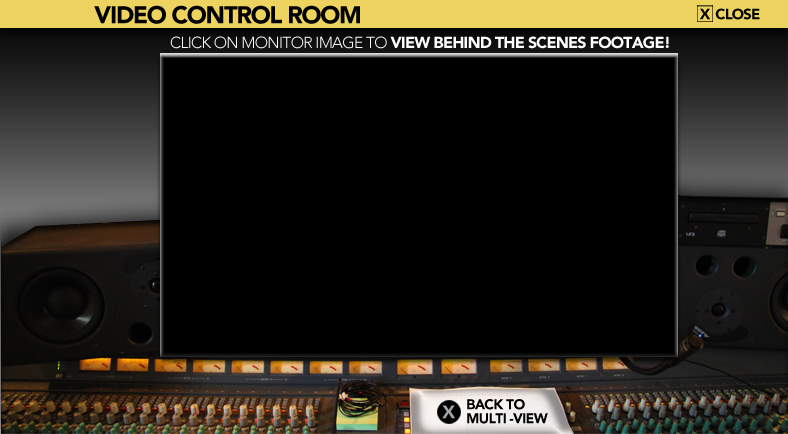 VIDEO CONTROL ROOM
X CLOSE
CLICK ON MONITOR IMAGE TO VIEW BEHIND THE SCENES FOOTAGE!
X BACK TO
MULTI -VIEW